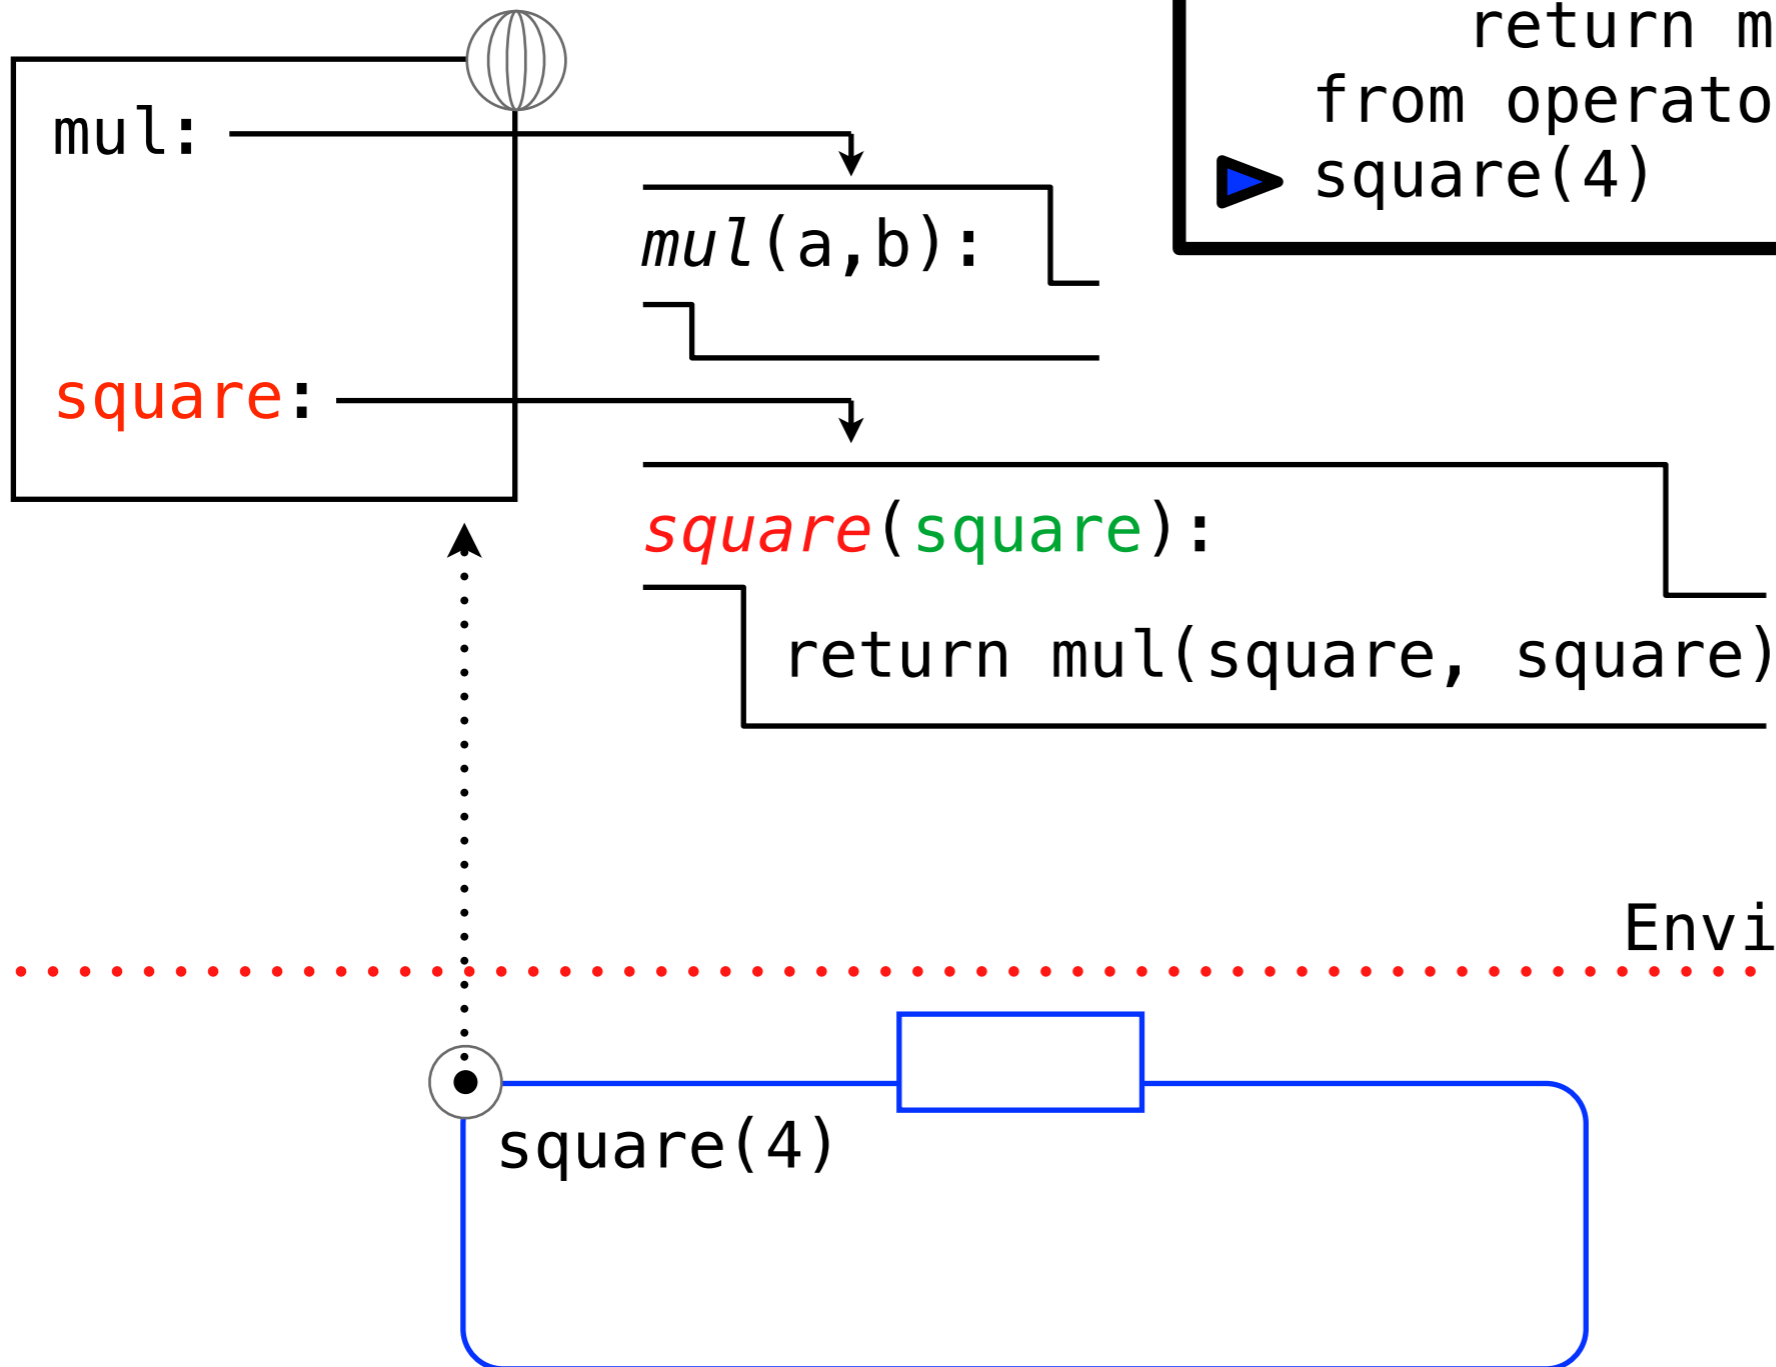 return m
from operato
square(4)
mul:
mul(a,b):
square:
square(square):
return mul(square, square)
Envi
square(4)